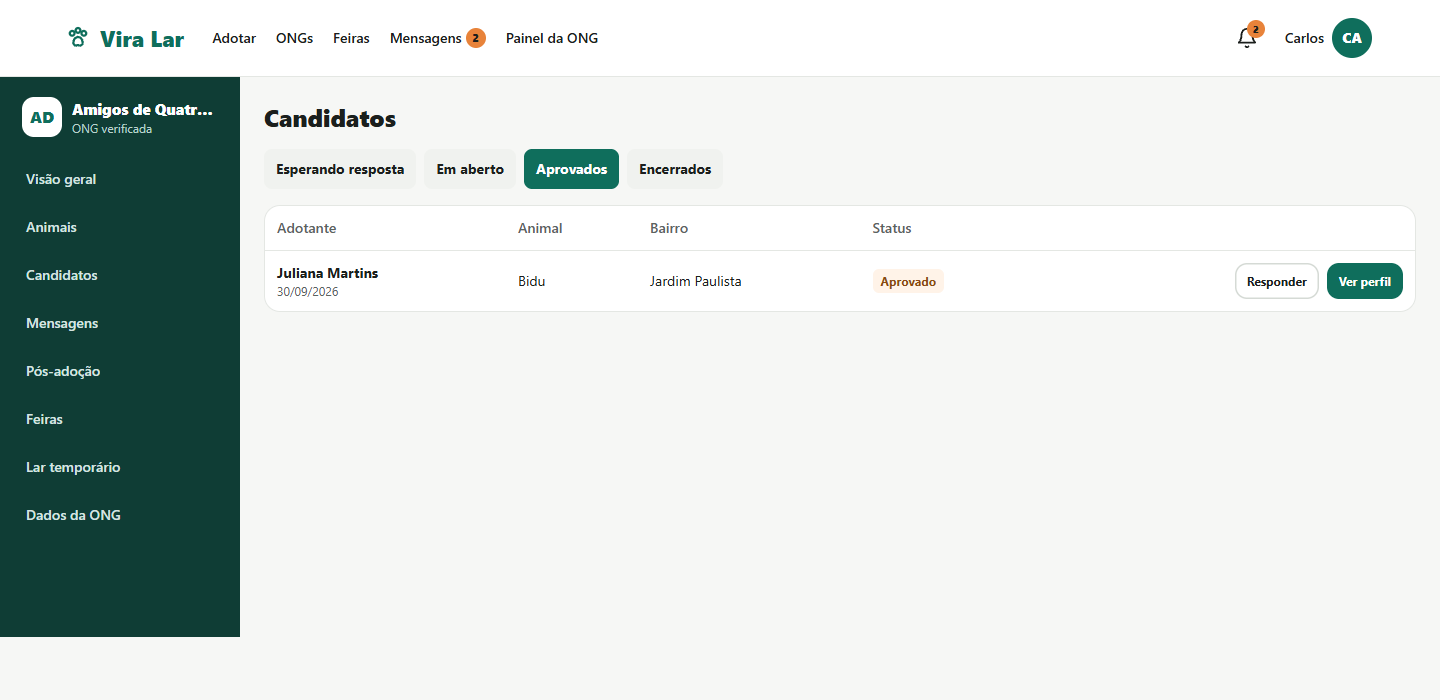 Vira Lar
Adotar
ONGs
Feiras
Mensagens 2
Painel da ONG
2
Carlos
CA
AD
Amigos de Quatr...
ONG verificada
Visão geral
Animais
Candidatos
Mensagens
Pós-adoção
Feiras
Lar temporário
Dados da ONG
Candidatos
Esperando resposta
Em aberto
Aprovados
Encerrados
Adotante Animal Bairro Status
Juliana Martins
30/09/2026
Bidu
Jardim Paulista
Aprovado
Responder
Ver perfil